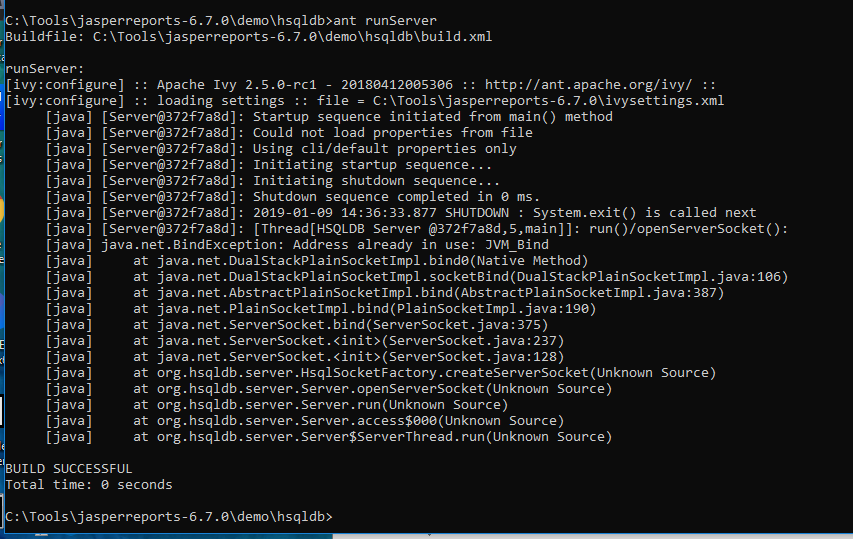 C:\Tools\jasperreports-6.7.0\demo\hsqldb>ant runServer
Buildfile: C:\Tools\jasperreports-6.7.0\demo\hsqldb\build.xml

runServer:
[ivy:configure] :: Apache Ivy 2.5.0-rc1 - 20180412005306 :: http://ant.apache.org/ivy/ ::
[ivy:configure] :: loading settings :: file = C:\Tools\jasperreports-6.7.0\ivysettings.xml
     [java] [Server@372f7a8d]: Startup sequence initiated from main() method
     [java] [Server@372f7a8d]: Could not load properties from file
     [java] [Server@372f7a8d]: Using cli/default properties only
     [java] [Server@372f7a8d]: Initiating startup sequence...
     [java] [Server@372f7a8d]: Initiating shutdown sequence...
     [java] [Server@372f7a8d]: Shutdown sequence completed in 0 ms.
     [java] [Server@372f7a8d]: 2019-01-09 14:36:33.877 SHUTDOWN : System.exit() is called next
     [java] [Server@372f7a8d]: [Thread[HSQLDB Server @372f7a8d,5,main]]: run()/openServerSocket():
     [java] java.net.BindException: Address already in use: JVM_Bind
     [java]     at java.net.DualStackPlainSocketImpl.bind0(Native Method)
     [java]     at java.net.DualStackPlainSocketImpl.socketBind(DualStackPlainSocketImpl.java:106)
     [java]     at java.net.AbstractPlainSocketImpl.bind(AbstractPlainSocketImpl.java:387)
     [java]     at java.net.PlainSocketImpl.bind(PlainSocketImpl.java:190)
     [java]     at java.net.ServerSocket.bind(ServerSocket.java:375)
     [java]     at java.net.ServerSocket.<init>(ServerSocket.java:237)
     [java]     at java.net.ServerSocket.<init>(ServerSocket.java:128)
     [java]     at org.hsqldb.server.HsqlSocketFactory.createServerSocket(Unknown Source)
     [java]     at org.hsqldb.server.Server.openServerSocket(Unknown Source)
     [java]     at org.hsqldb.server.Server.run(Unknown Source)
     [java]     at org.hsqldb.server.Server.access$000(Unknown Source)
     [java]     at org.hsqldb.server.Server$ServerThread.run(Unknown Source)

BUILD SUCCESSFUL
Total time: 0 seconds

C:\Tools\jasperreports-6.7.0\demo\hsqldb>